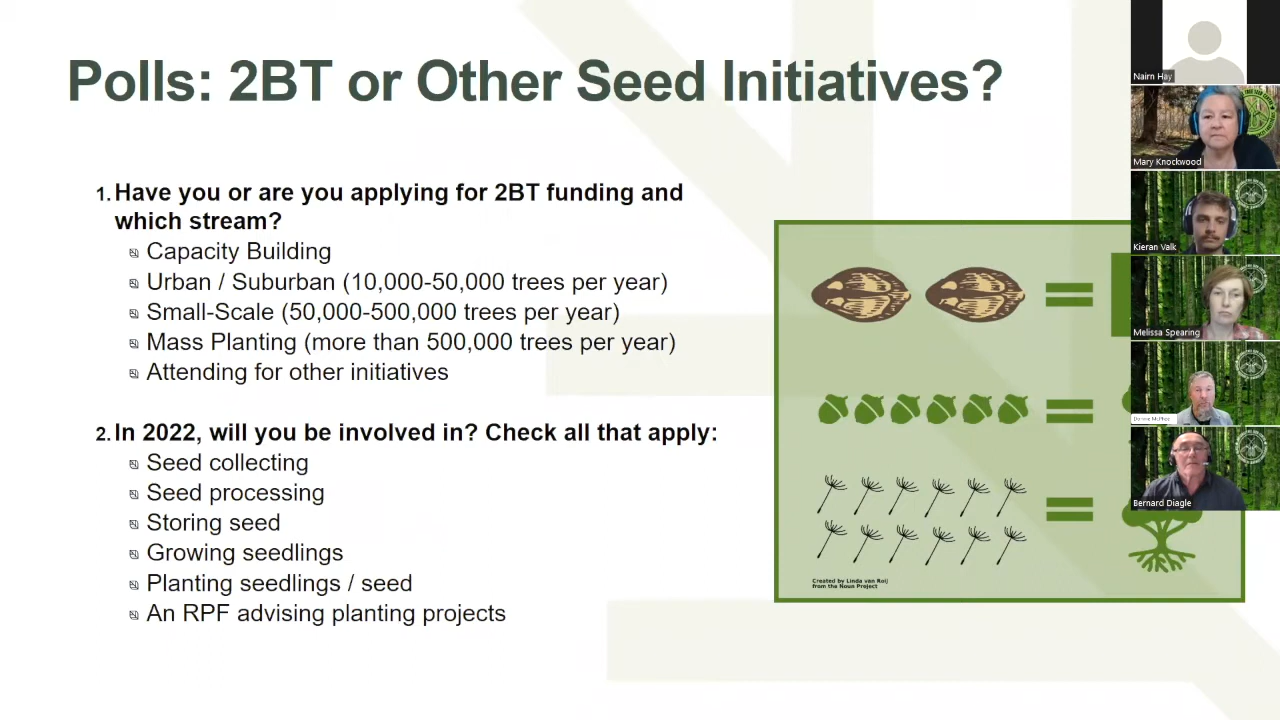 Polls: 2BT or Other Seed Initiatives?
1. Have you or are you applying for 2BT funding and
which stream?
Capacity Building
Urban / Suburban (10,000-50,000 trees per year)
Small-Scale (50,000-500,000 trees per year)
Mass Planting (more than 500,000 trees per year)
Attending for other initiatives
2. In 2022, will you be involved in? Check all that apply:
Seed collecting
Seed processing
Storing seed
Growing seedlings
Planting seedlings / seed
An RPF advising planting projects
=
=
=
Created by Linda van Roij
from the Noun Project
Nairn Hay
Mary Knockwood
Kieran Valk
Melissa Spearing
Donnie McPhee
Bernard Diagle